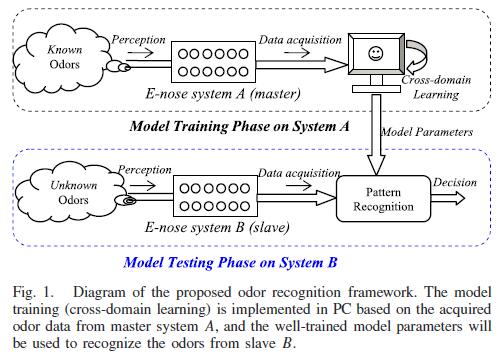 Known
Odors
Perception
Data acquisition
E-nose system A (master)
Cross-domain
Learning
Model Training Phase on System A
Model Parameters
Unknown
Odors
Perception
Data acquisition
E-nose system B (slave)
Pattern
Recognition
Decision
Model Testing Phase on System B
Fig. 1. Diagram of the proposed odor recognition framework. The model
training (cross-domain learning) is implemented in PC based on the acquired
odor data from master system A, and the well-trained model parameters will
be used to recognize the odors from slave B.